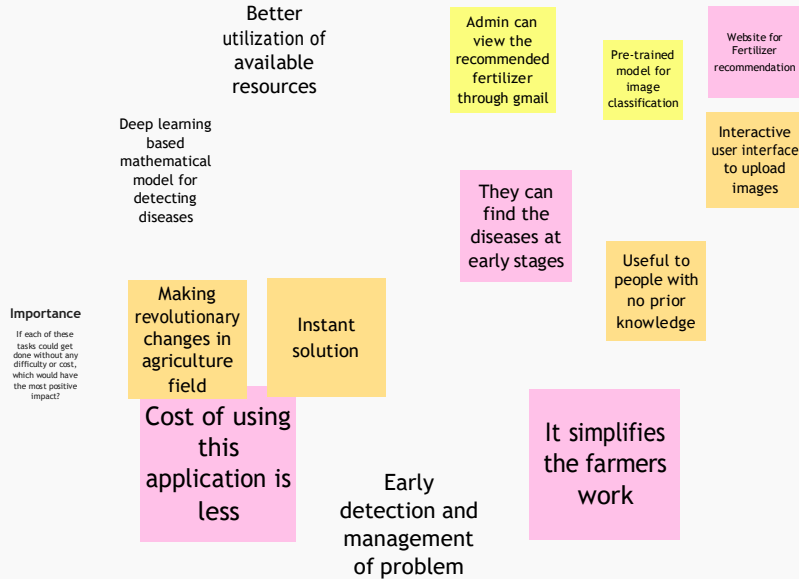 Better
utilization of
available
resources
Admin can
view the
recommended
fertilizer
through gmail
Pre-trained
model for
image
classification
Website for
Fertilizer
recommendation
Deep learning
based
mathematical
model for
detecting
diseases
Interactive
user interface
to upload
images
They can
find the
diseases at
early stages
Useful to
people with
no prior
knowledge
Importance
If each of these
tasks could get
done without any
difficulty or cost,
which would have
the most positive
impact?
Making
revolutionary
changes in
agriculture
field
Instant
solution
Cost of using
this
application is
less
It simplifies
the farmers
work
Early
detection and
management
of problem